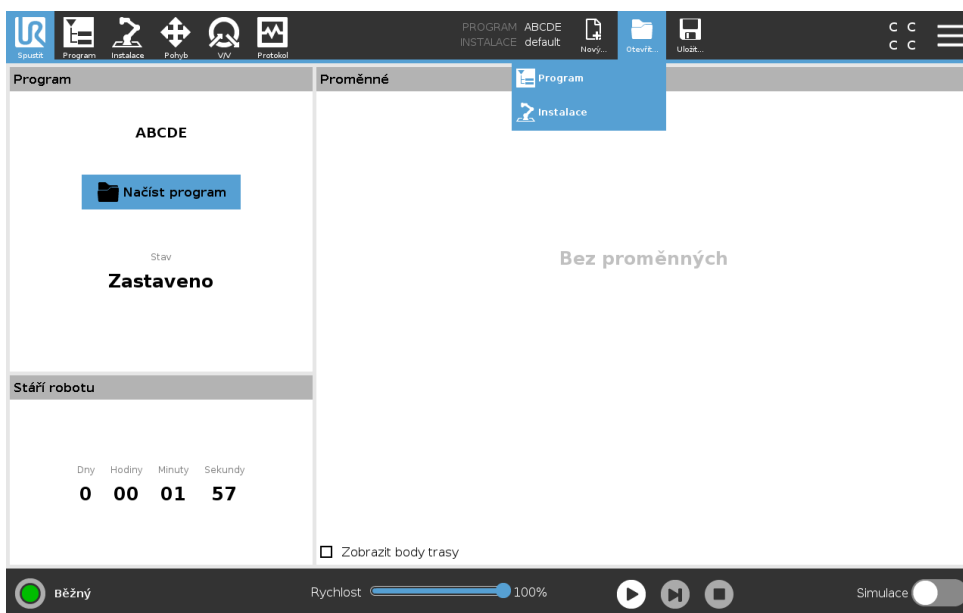 PROGRAM ABCDE
INSTALACE default
UR
Spustit
Program
Instalace
Pohyb
V/V
Protokol
Nový...
Otevřít...
Uložit...
C C
C C
Program
Instalace
Program
ABCDE
Načíst program
Stav
Zastaveno
Proměnné
Bez proměnných
Stáří robotu
Dny Hodiny Minuty Sekundy
0 00 01 57
Zobrazit body trasy
Běžný
Rychlost 100%
Simulace